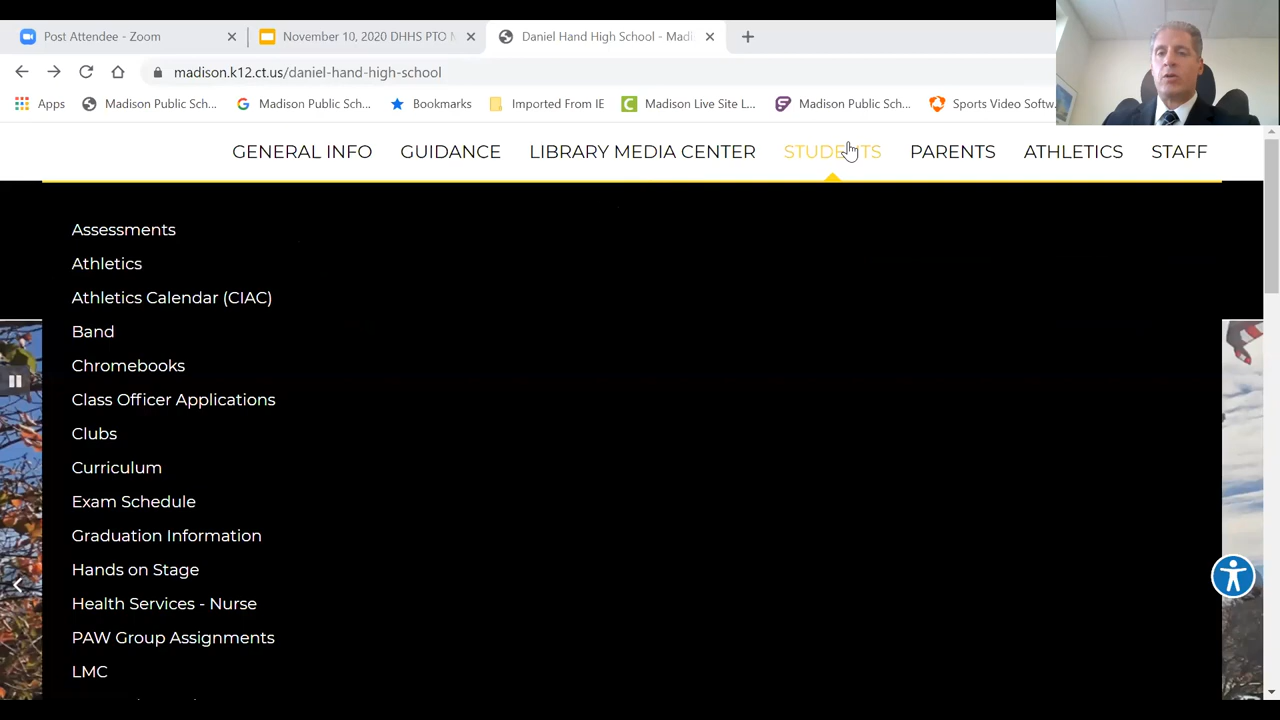 Post Attendee - Zoom
November 10, 2020 DHHS PTO M
Daniel Hand High School - Madi
madison.k12.ct.us/daniel-hand-high-school
Apps
Madison Public Sch...
Madison Public Sch...
Bookmarks
Imported From IE
Madison Live Site L...
Madison Public Sch...
Sports Video Softw...
GENERAL INFO
GUIDANCE
LIBRARY MEDIA CENTER
STUDENTS
PARENTS
ATHLETICS
STAFF
Assessments
Athletics
Athletics Calendar (CIAC)
Band
Chromebooks
Class Officer Applications
Clubs
Curriculum
Exam Schedule
Graduation Information
Hands on Stage
Health Services - Nurse
PAW Group Assignments
LMC